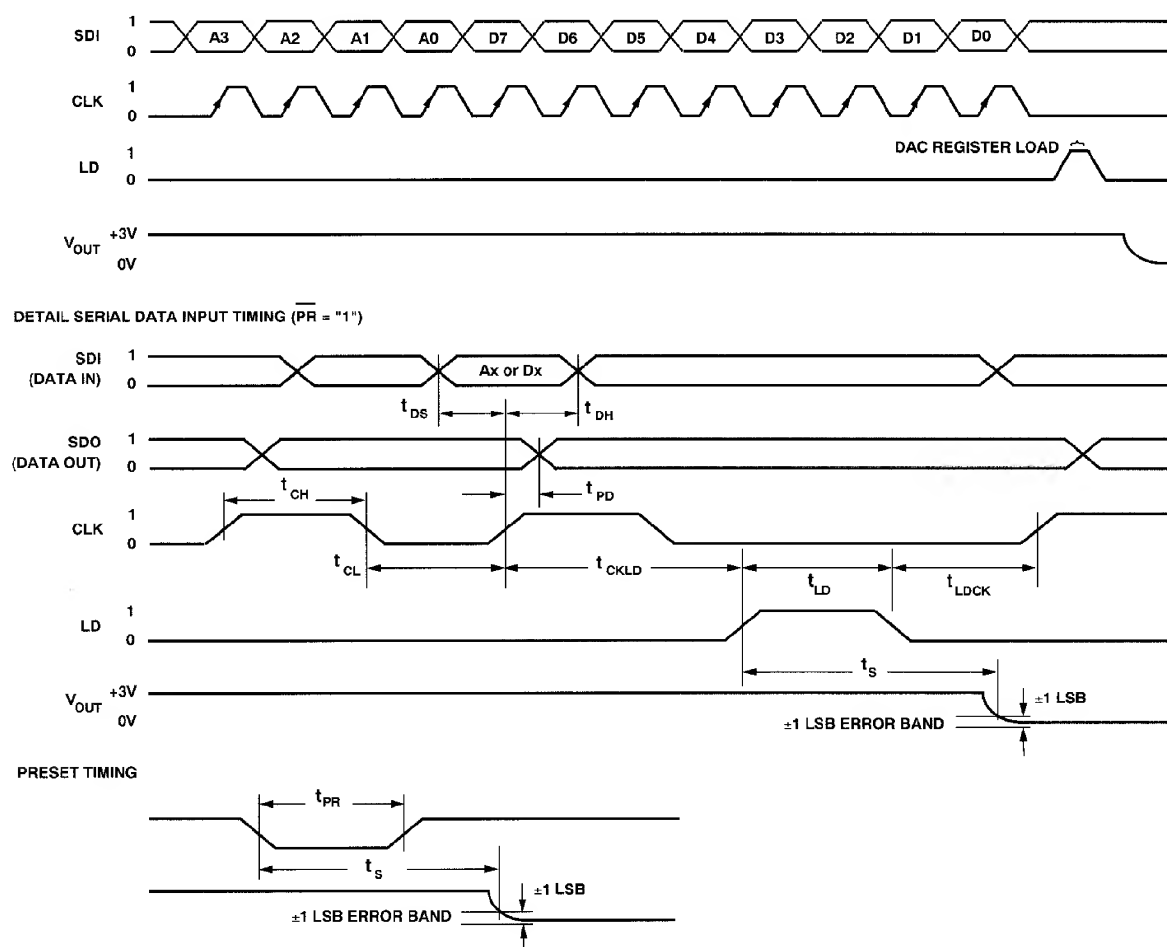 SDI 1 0 A3 A2 A1 A0 D7 D6 D5 D4 D3 D2 D1 D0
CLK 1 0
LD 1 0 DAC REGISTER LOAD
VOUT +3V 0V
DETAIL SERIAL DATA INPUT TIMING (P̅R̅ = "1")
SDI (DATA IN) 1 0 Ax or Dx
tDS tDH
SDO (DATA OUT) 1 0
tCH tPD
CLK 1 0
tCL tCKLD tLD tLDCK
LD 1 0
tS
VOUT +3V 0V ±1 LSB
±1 LSB ERROR BAND
PRESET TIMING
tPR
tS
±1 LSB
±1 LSB ERROR BAND